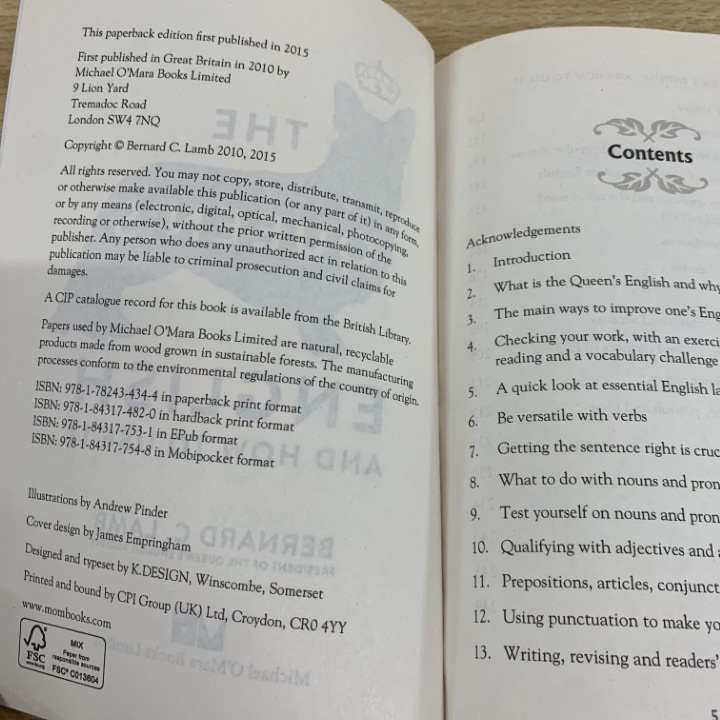 This paperback edition first published in 2015
First published in Great Britain in 2010 by
Michael O'Mara Books Limited
9 Lion Yard
Tremadoc Road
London SW4 7NQ
Copyright © Bernard C. Lamb 2010, 2015
All rights reserved. You may not copy, store, distribute, transmit, reproduce
or otherwise make available this publication (or any part of it) in any form,
or by any means (electronic, digital, optical, mechanical, photocopying,
recording or otherwise), without the prior written permission of the
publisher. Any person who does any unauthorized act in relation to this
publication may be liable to criminal prosecution and civil claims for
damages.
A CIP catalogue record for this book is available from the British Library.
Papers used by Michael O'Mara Books Limited are natural, recyclable
products made from wood grown in sustainable forests. The manufacturing
processes conform to the environmental regulations of the country of origin.
ISBN: 978-1-78243-434-4 in paperback print format
ISBN: 978-1-84317-482-0 in hardback print format
ISBN: 978-1-84317-753-1 in EPub format
ISBN: 978-1-84317-754-8 in Mobipocket format
Illustrations by Andrew Pinder
Cover design by James Empringham
Designed and typeset by K.DESIGN, Winscombe, Somerset
Printed and bound by CPI Group (UK) Ltd, Croydon, CR0 4YY
www.mombooks.com
FSC
MIX
Paper from
responsible sources
FSC® C013604
Contents
Acknowledgements
1. Introduction
2. What is the Queen's English and why
3. The main ways to improve one's Eng
4. Checking your work, with an exerci
reading and a vocabulary challenge
5. A quick look at essential English la
6. Be versatile with verbs
7. Getting the sentence right is cruc
8. What to do with nouns and pron
9. Test yourself on nouns and pron
10. Qualifying with adjectives and a
11. Prepositions, articles, conjunct
12. Using punctuation to make yo
13. Writing, revising and readers'
5